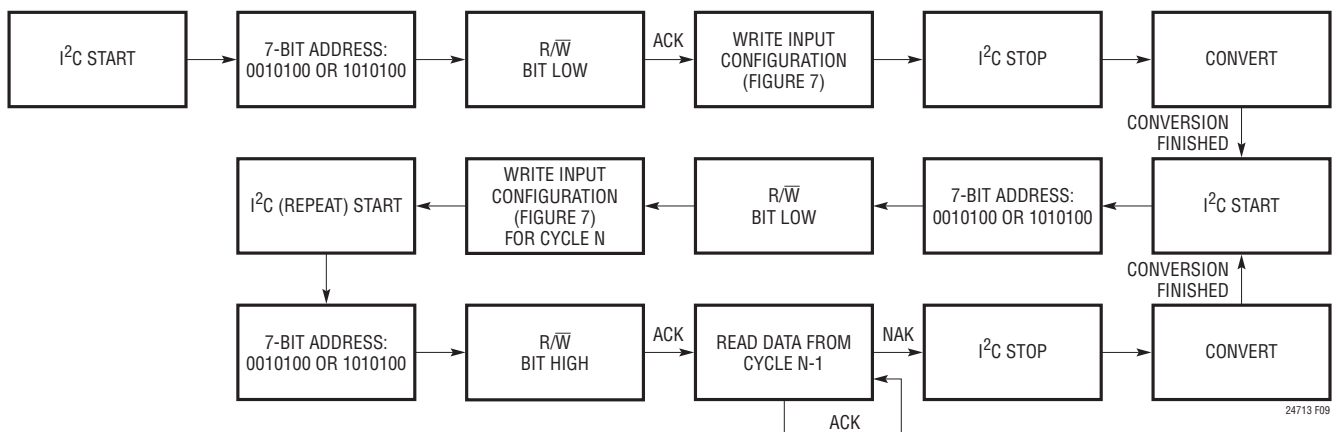 I²C START
7-BIT ADDRESS:
0010100 OR 1010100
R/W̅
BIT LOW
ACK
WRITE INPUT
CONFIGURATION
(FIGURE 7)
I²C STOP
CONVERT
CONVERSION
FINISHED
I²C (REPEAT) START
WRITE INPUT
CONFIGURATION
(FIGURE 7)
FOR CYCLE N
R/W̅
BIT LOW
7-BIT ADDRESS:
0010100 OR 1010100
I²C START
CONVERSION
FINISHED
7-BIT ADDRESS:
0010100 OR 1010100
R/W̅
BIT HIGH
ACK
READ DATA FROM
CYCLE N-1
NAK
I²C STOP
CONVERT
ACK
24713 F09